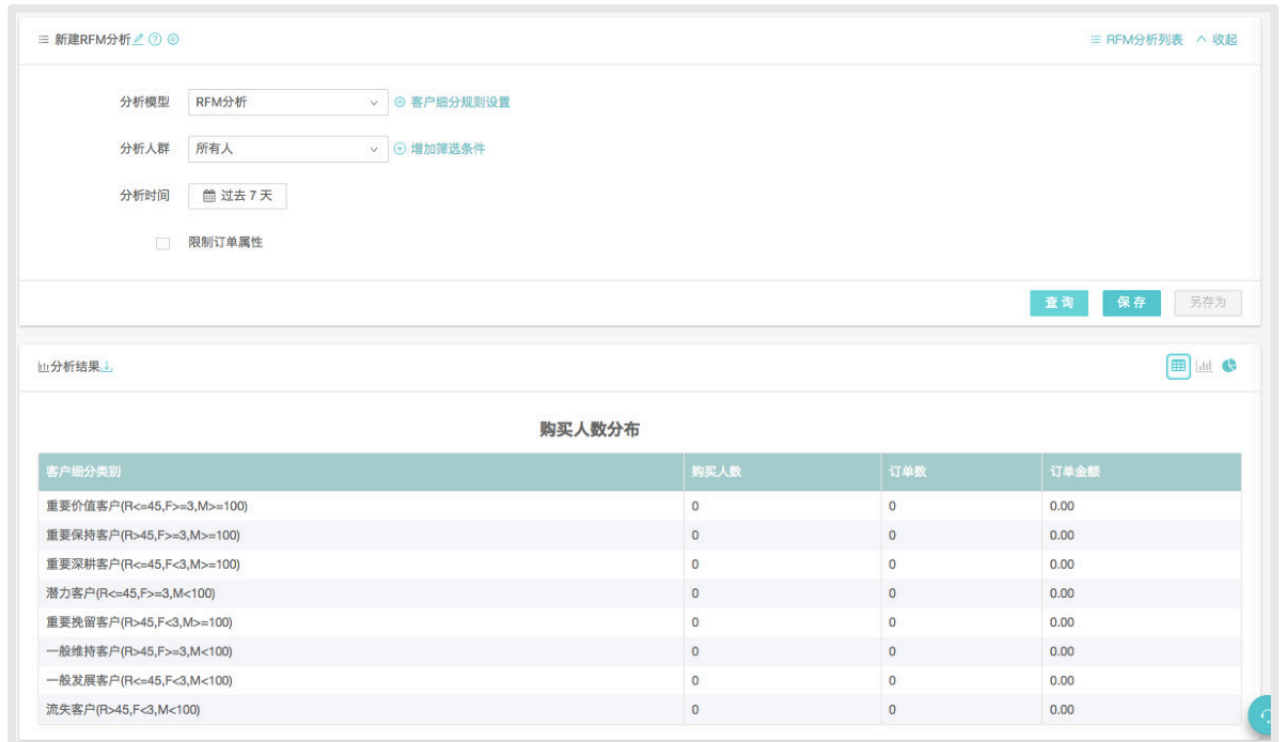 新建RFM分析 RFM分析列表 收起
分析模型 RFM分析 客户细分规则设置
分析人群 所有人 增加筛选条件
分析时间 过去 7 天
限制订单属性
查 询 保 存 另存为
分析结果
购买人数分布
客户细分类别 购买人数 订单数 订单金额
重要价值客户(R<=45,F>=3,M>=100) 0 0 0.00
重要保持客户(R>45,F>=3,M>=100) 0 0 0.00
重要深耕客户(R<=45,F<3,M>=100) 0 0 0.00
潜力客户(R<=45,F>=3,M<100) 0 0 0.00
重要挽留客户(R>45,F<3,M>=100) 0 0 0.00
一般维持客户(R>45,F>=3,M<100) 0 0 0.00
一般发展客户(R<=45,F<3,M<100) 0 0 0.00
流失客户(R>45,F<3,M<100) 0 0 0.00